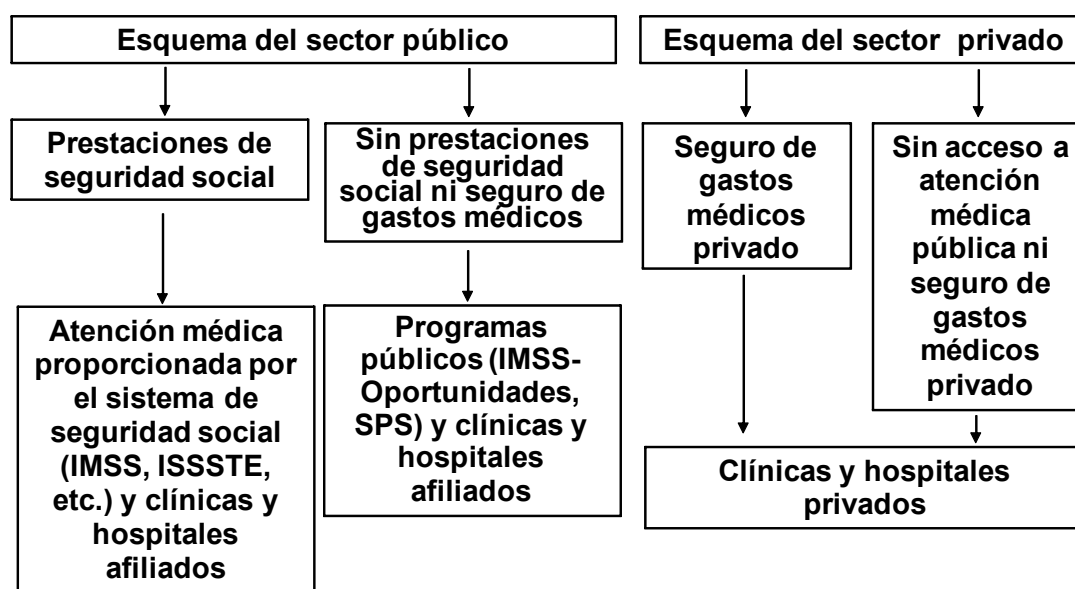 Esquema del sector público
Esquema del sector privado
Prestaciones de
seguridad social
Sin prestaciones
de seguridad
social ni seguro de
gastos médicos
Seguro de
gastos
médicos
privado
Sin acceso a
atención
médica
pública ni
seguro de
gastos
médicos
privado
Atención médica
proporcionada por
el sistema de
seguridad social
(IMSS, ISSSTE,
etc.) y clínicas y
hospitales
afiliados
Programas
públicos (IMSS-
Oportunidades,
SPS) y clínicas y
hospitales
afiliados
Clínicas y hospitales
privados